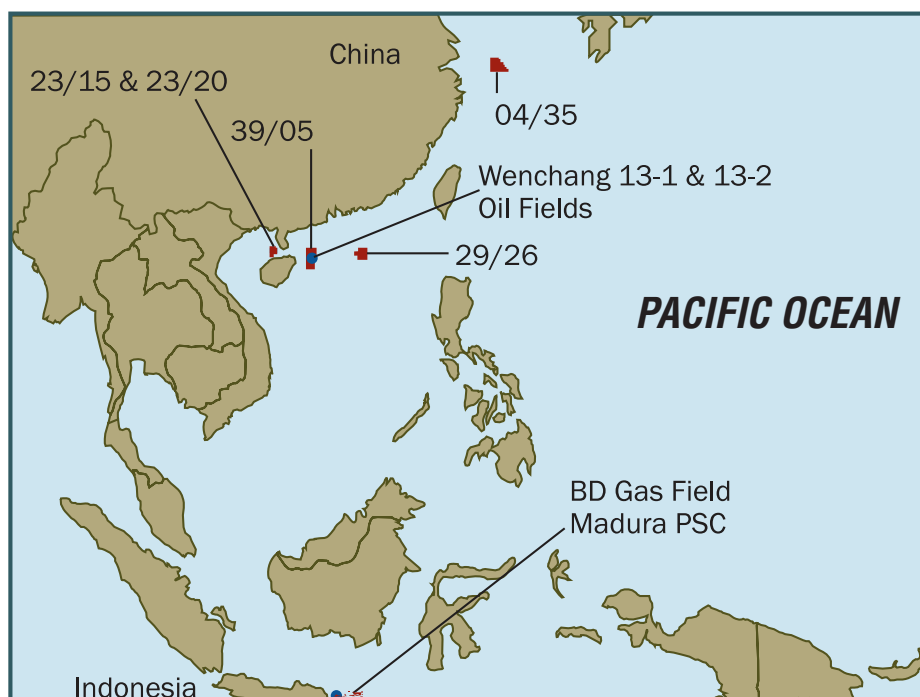 China
23/15 & 23/20
04/35
39/05
Wenchang 13-1 & 13-2
Oil Fields
29/26
PACIFIC OCEAN
BD Gas Field
Madura PSC
Indonesia